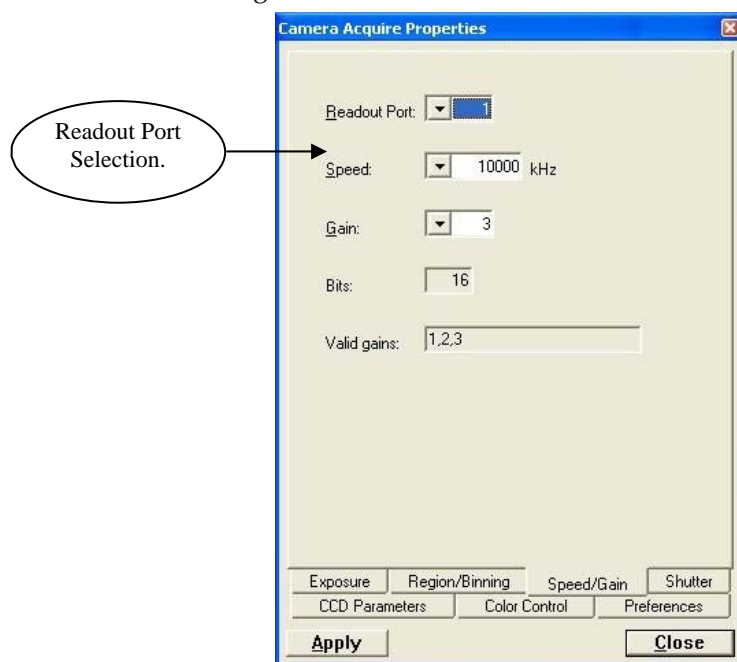 Camera Acquire Properties
Readout Port: 1
Readout Port
Selection.
Speed: 10000 kHz
Gain: 3
Bits: 16
Valid gains: 1,2,3
Exposure Region/Binning Speed/Gain Shutter
CCD Parameters Color Control Preferences
Apply Close